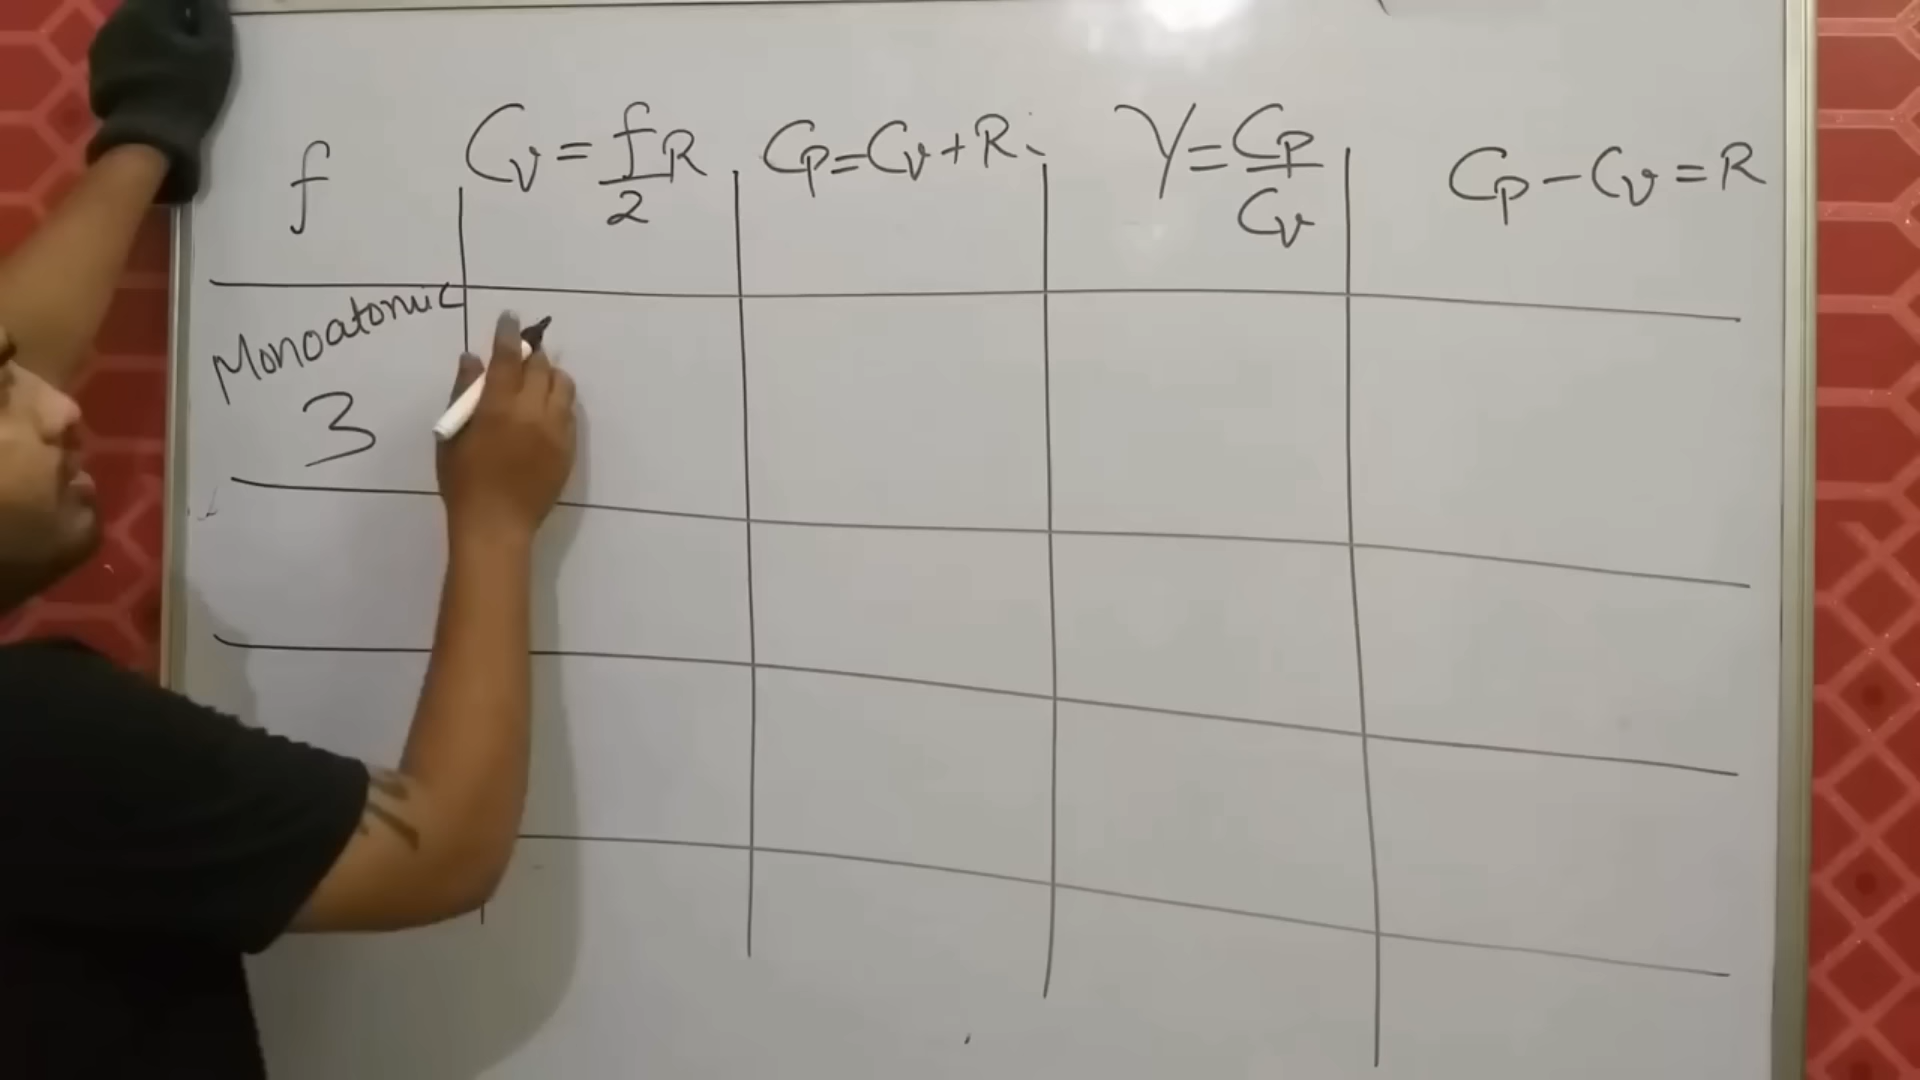 f
Cv = f/2 R
Cp = Cv + R
γ = Cp/Cv
Cp - Cv = R
Monoatomic
3